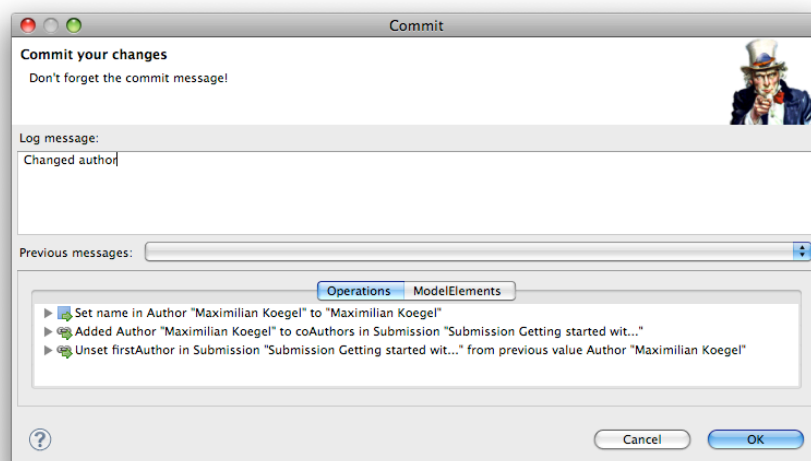 Commit
Commit your changes
Don't forget the commit message!
Log message:
Changed author
Previous messages:
Operations ModelElements
Set name in Author "Maximilian Koegel" to "Maximilian Koegel"
Added Author "Maximilian Koegel" to coAuthors in Submission "Submission Getting started wit..."
Unset firstAuthor in Submission "Submission Getting started wit..." from previous value Author "Maximilian Koegel"
?
Cancel OK